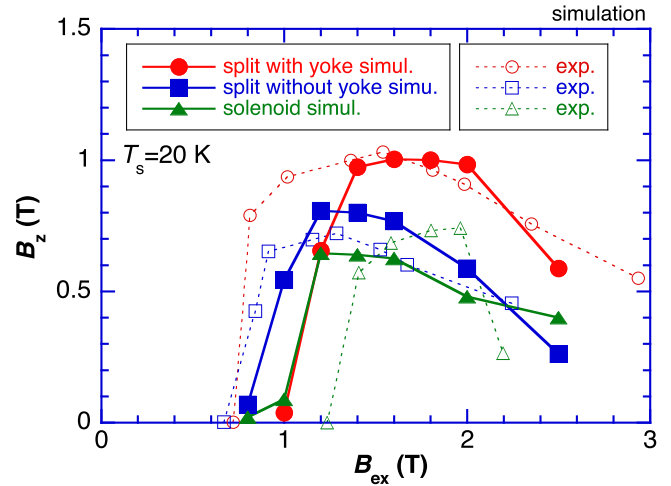 simulation
1.5
split with yoke simul.
exp.
split without yoke simu.
exp.
solenoid simul.
exp.
Ts=20 K
1
Bz (T)
0.5
0
0
1
2
3
Bex (T)